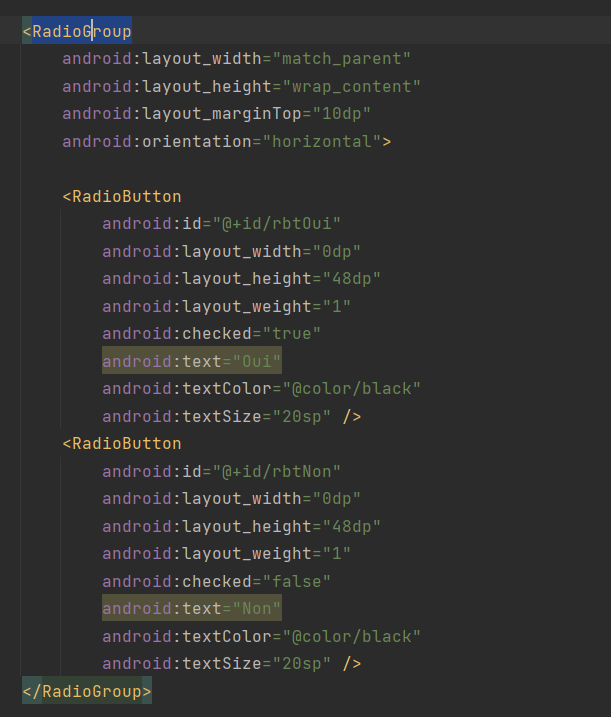 <RadioGroup
    android:layout_width="match_parent"
    android:layout_height="wrap_content"
    android:layout_marginTop="10dp"
    android:orientation="horizontal">

    <RadioButton
        android:id="@+id/rbtOui"
        android:layout_width="0dp"
        android:layout_height="48dp"
        android:layout_weight="1"
        android:checked="true"
        android:text="Oui"
        android:textColor="@color/black"
        android:textSize="20sp" />
    <RadioButton
        android:id="@+id/rbtNon"
        android:layout_width="0dp"
        android:layout_height="48dp"
        android:layout_weight="1"
        android:checked="false"
        android:text="Non"
        android:textColor="@color/black"
        android:textSize="20sp" />
</RadioGroup>